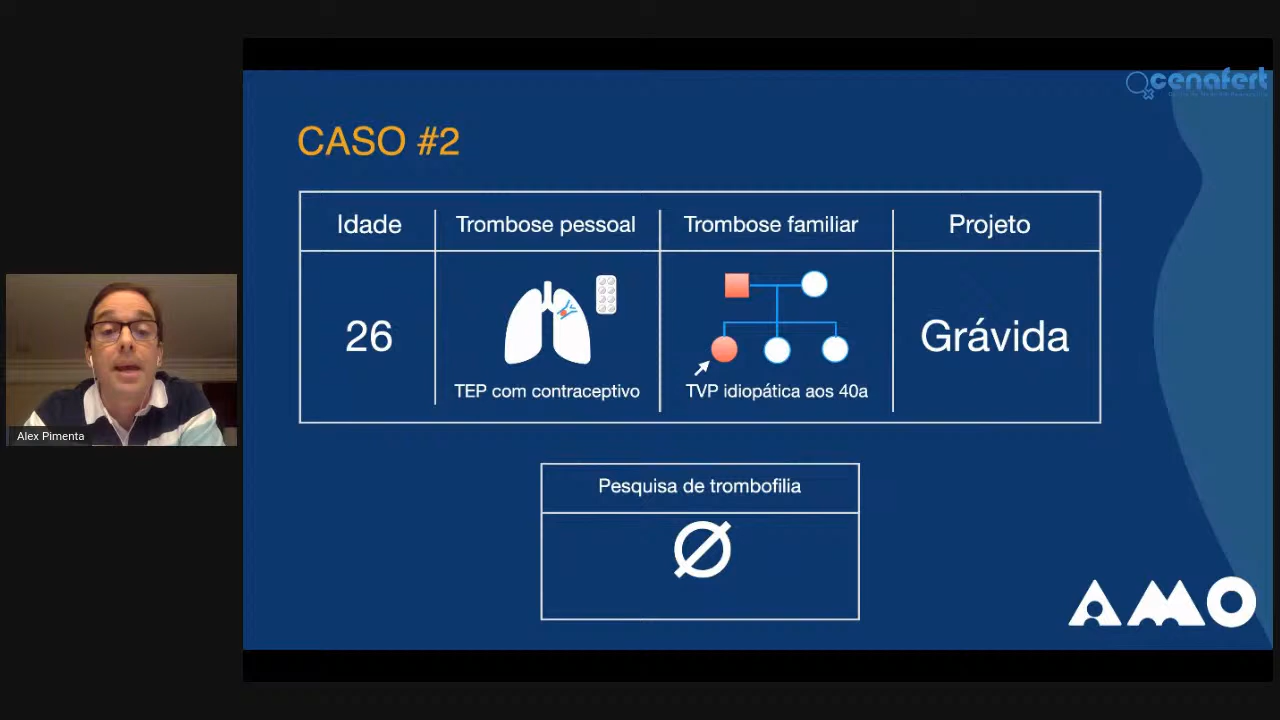 cenafert
CASO #2
Idade
Trombose pessoal
Trombose familiar
Projeto
26
TEP com contraceptivo
TVP idiopática aos 40a
Grávida
Pesquisa de trombofilia
Ø
AMO
Alex Pimenta